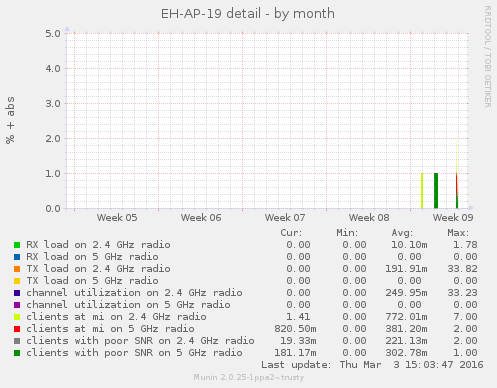 EH-AP-19 detail - by month
RRDTOOL / TOBI OETIKER
% + abs
5.0
4.0
3.0
2.0
1.0
0.0
Week 05 Week 06 Week 07 Week 08 Week 09
Cur: Min: Avg: Max:
RX load on 2.4 GHz radio 0.00 0.00 10.10m 1.78
RX load on 5 GHz radio 0.00 0.00 0.00 0.00
TX load on 2.4 GHz radio 0.00 0.00 191.91m 33.82
TX load on 5 GHz radio 0.00 0.00 0.00 0.00
channel utilization on 2.4 GHz radio 0.00 0.00 249.95m 33.23
channel utilization on 5 GHz radio 0.00 0.00 0.00 0.00
clients at mi on 2.4 GHz radio 1.41 0.00 772.01m 7.00
clients at mi on 5 GHz radio 820.50m 0.00 381.20m 2.00
clients with poor SNR on 2.4 GHz radio 19.33m 0.00 221.13m 2.00
clients with poor SNR on 5 GHz radio 181.17m 0.00 302.78m 1.00
Last update: Thu Mar 3 15:03:47 2016
Munin 2.0.25-1ppa2~trusty